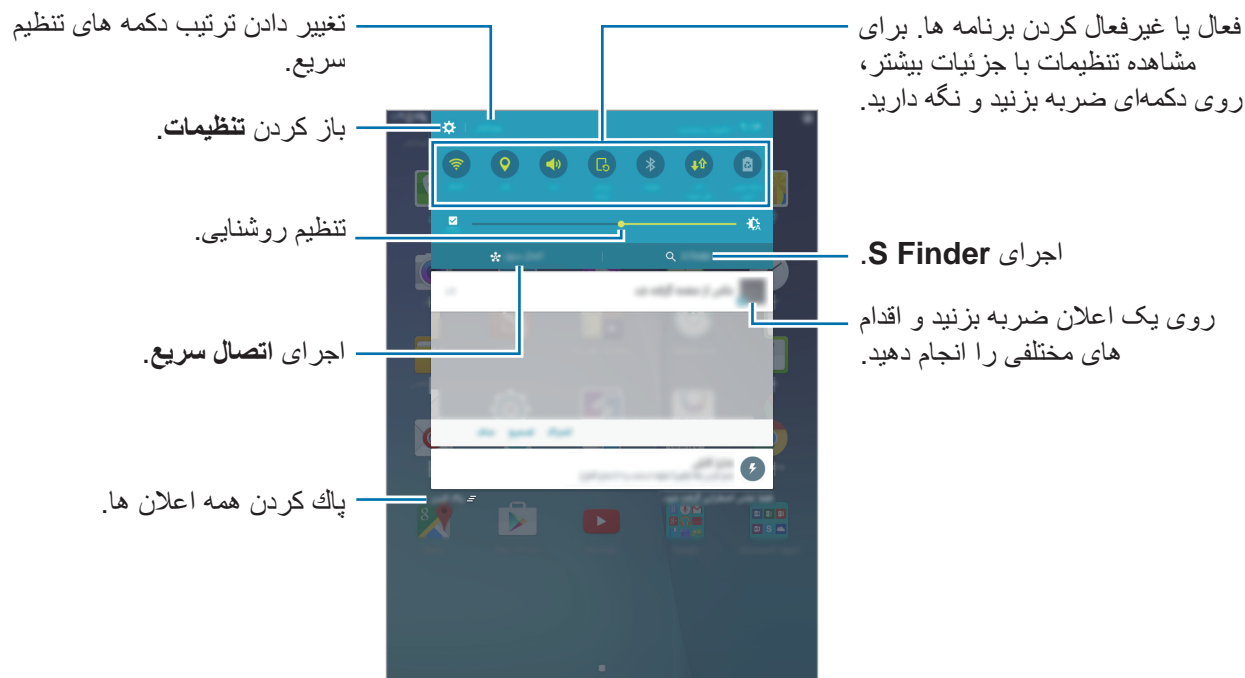 فعال یا غیرفعال کردن برنامه ها. برای
مشاهده تنظیمات با جزئیات بیشتر،
روی دکمه‌ای ضربه بزنید و نگه دارید.
تغییر دادن ترتیب دکمه های تنظیم
سریع.
باز کردن تنظیمات.
تنظیم روشنایی.
اجرای S Finder.
روی یک اعلان ضربه بزنید و اقدام
های مختلفی را انجام دهید.
اجرای اتصال سریع.
پاك کردن همه اعلان ها.